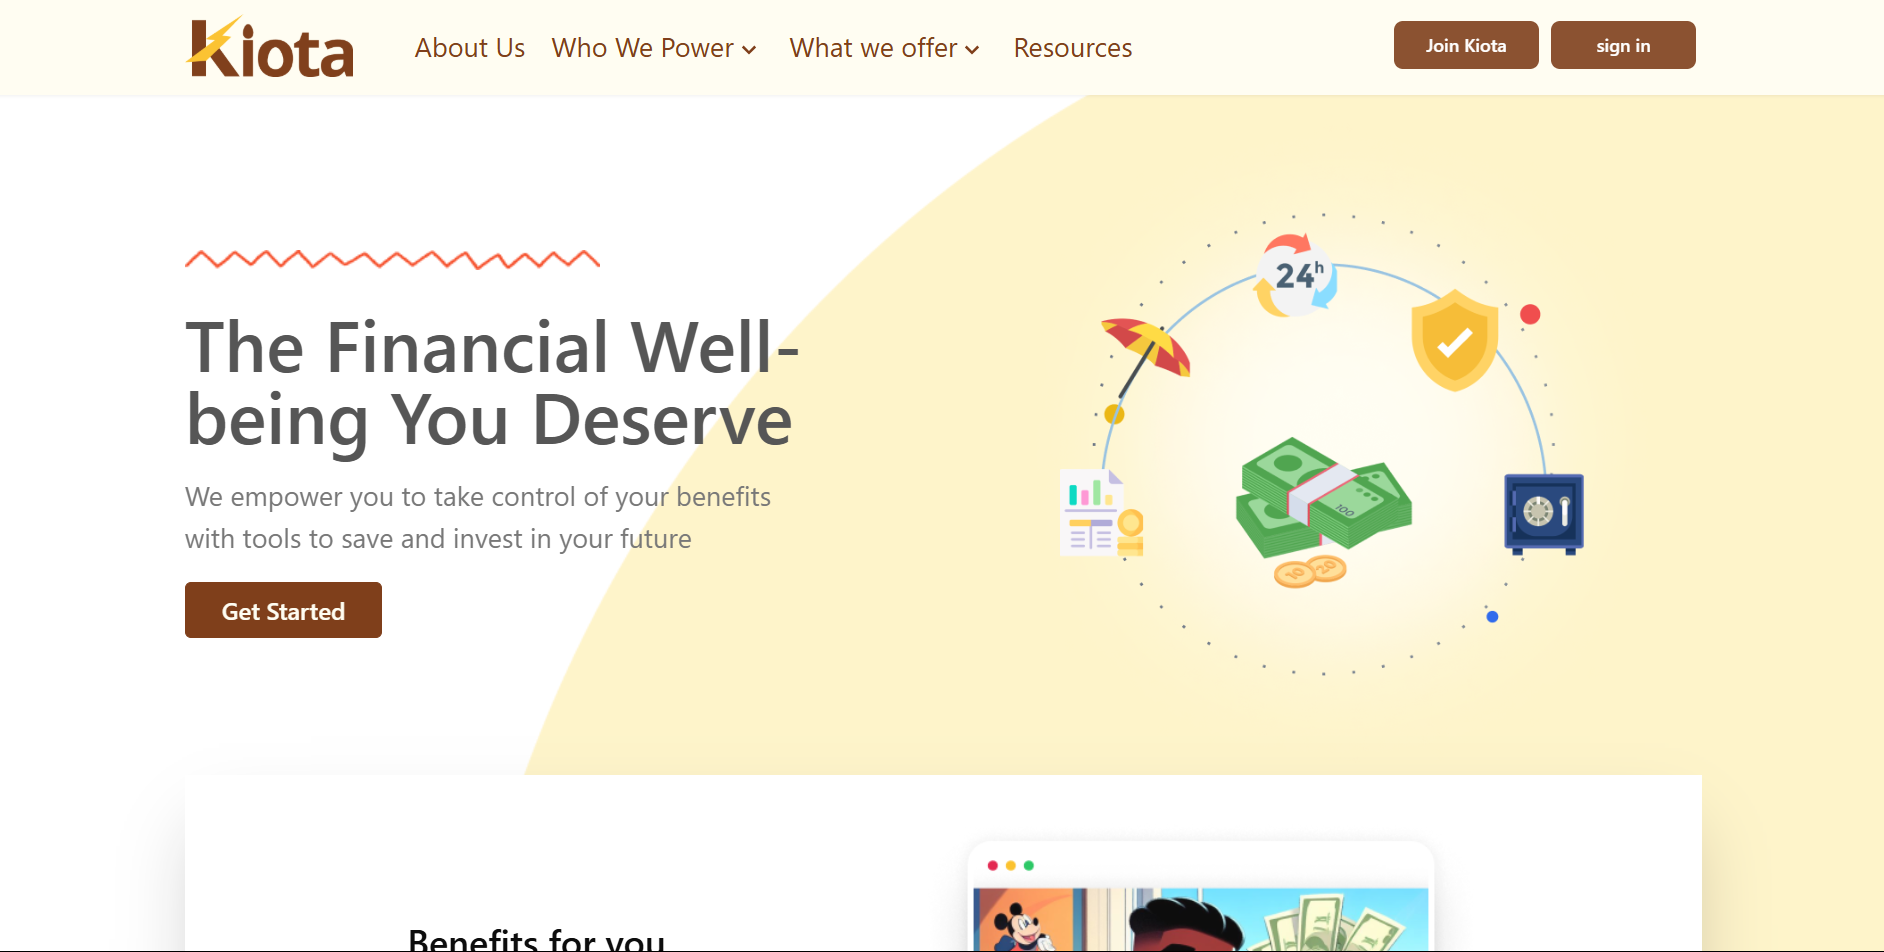 Kiota
About Us
Who We Power
What we offer
Resources
Join Kiota
sign in
The Financial Well-
being You Deserve
We empower you to take control of your benefits
with tools to save and invest in your future
Get Started
24h
100
10
20
Benefits for you